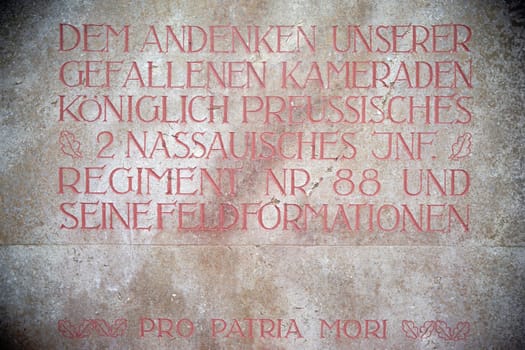 DEM ANDENKEN UNSERER
GEFALLENEN KAMERADEN
KÖNIGLICH PREUSSISCHES
2 NASSAUISCHES JNF.
REGIMENT NR. 88 UND
SEINE FELDFORMATIONEN
PRO PATRIA MORI